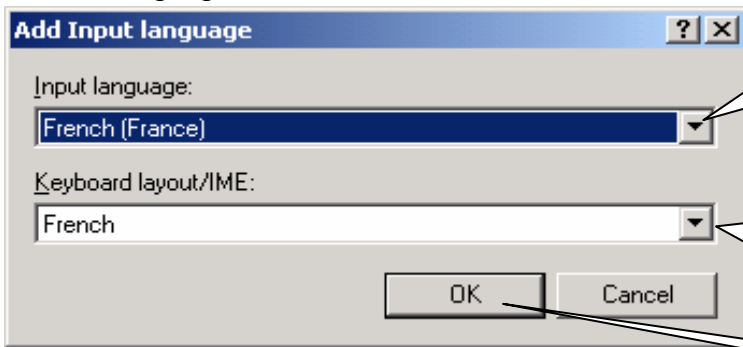 Add Input language
Input language:
French (France)
Keyboard layout/IME:
French
OK Cancel